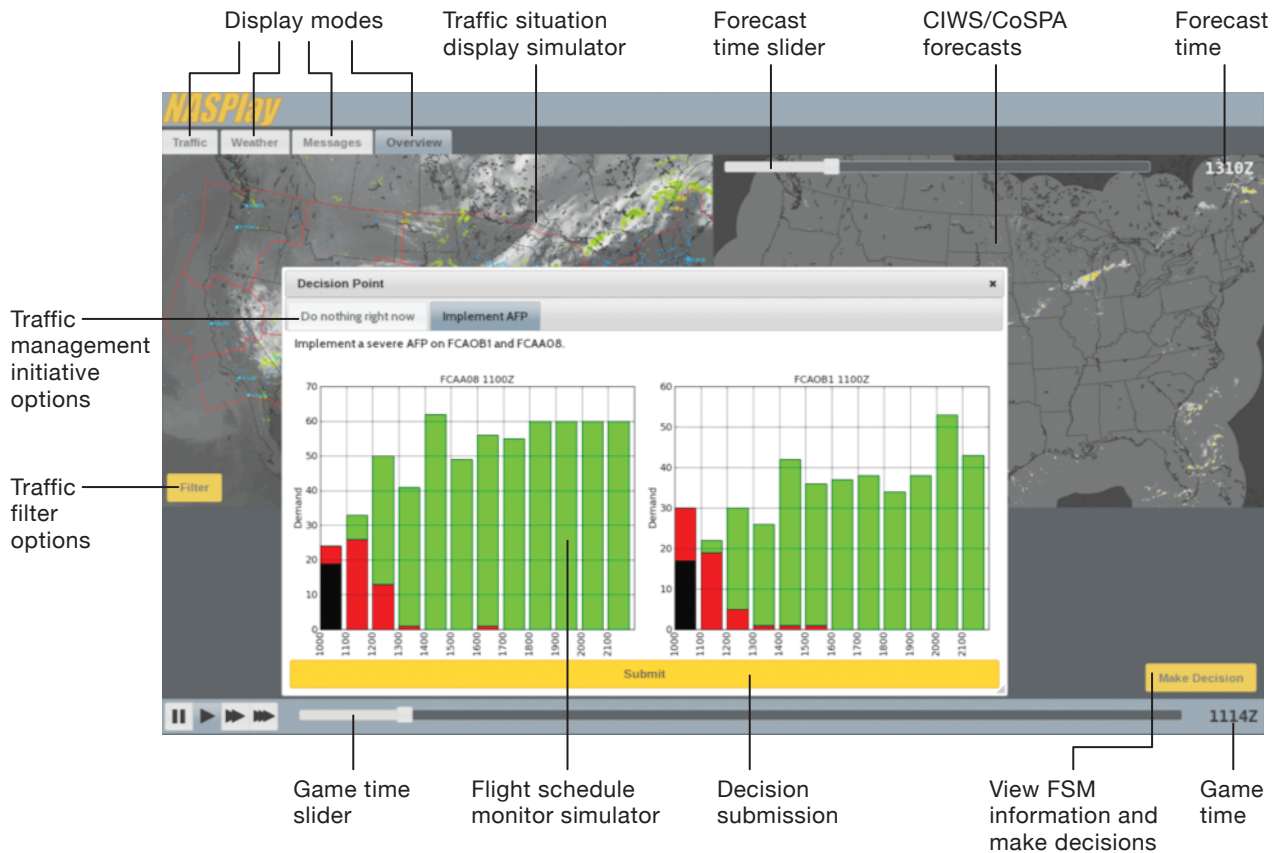 Display modes
Traffic situation
display simulator
Forecast
time slider
CIWS/CoSPA
forecasts
Forecast
time
NASPlay
Traffic
Weather
Messages
Overview
1310Z
Decision Point
×
Do nothing right now
Implement AFP
Implement a severe AFP on FCAOB1 and FCAA08.
Traffic
management
initiative
options
Traffic
filter
options
Filter
FCAA08 1100Z
Demand
70
60
50
40
30
20
10
0
1000
1100
1200
1300
1400
1500
1600
1700
1800
1900
2000
2100
FCAOB1 1100Z
Demand
60
50
40
30
20
10
0
1000
1100
1200
1300
1400
1500
1600
1700
1800
1900
2000
2100
Submit
Make Decision
1114Z
Game time
slider
Flight schedule
monitor simulator
Decision
submission
View FSM
information and
make decisions
Game
time